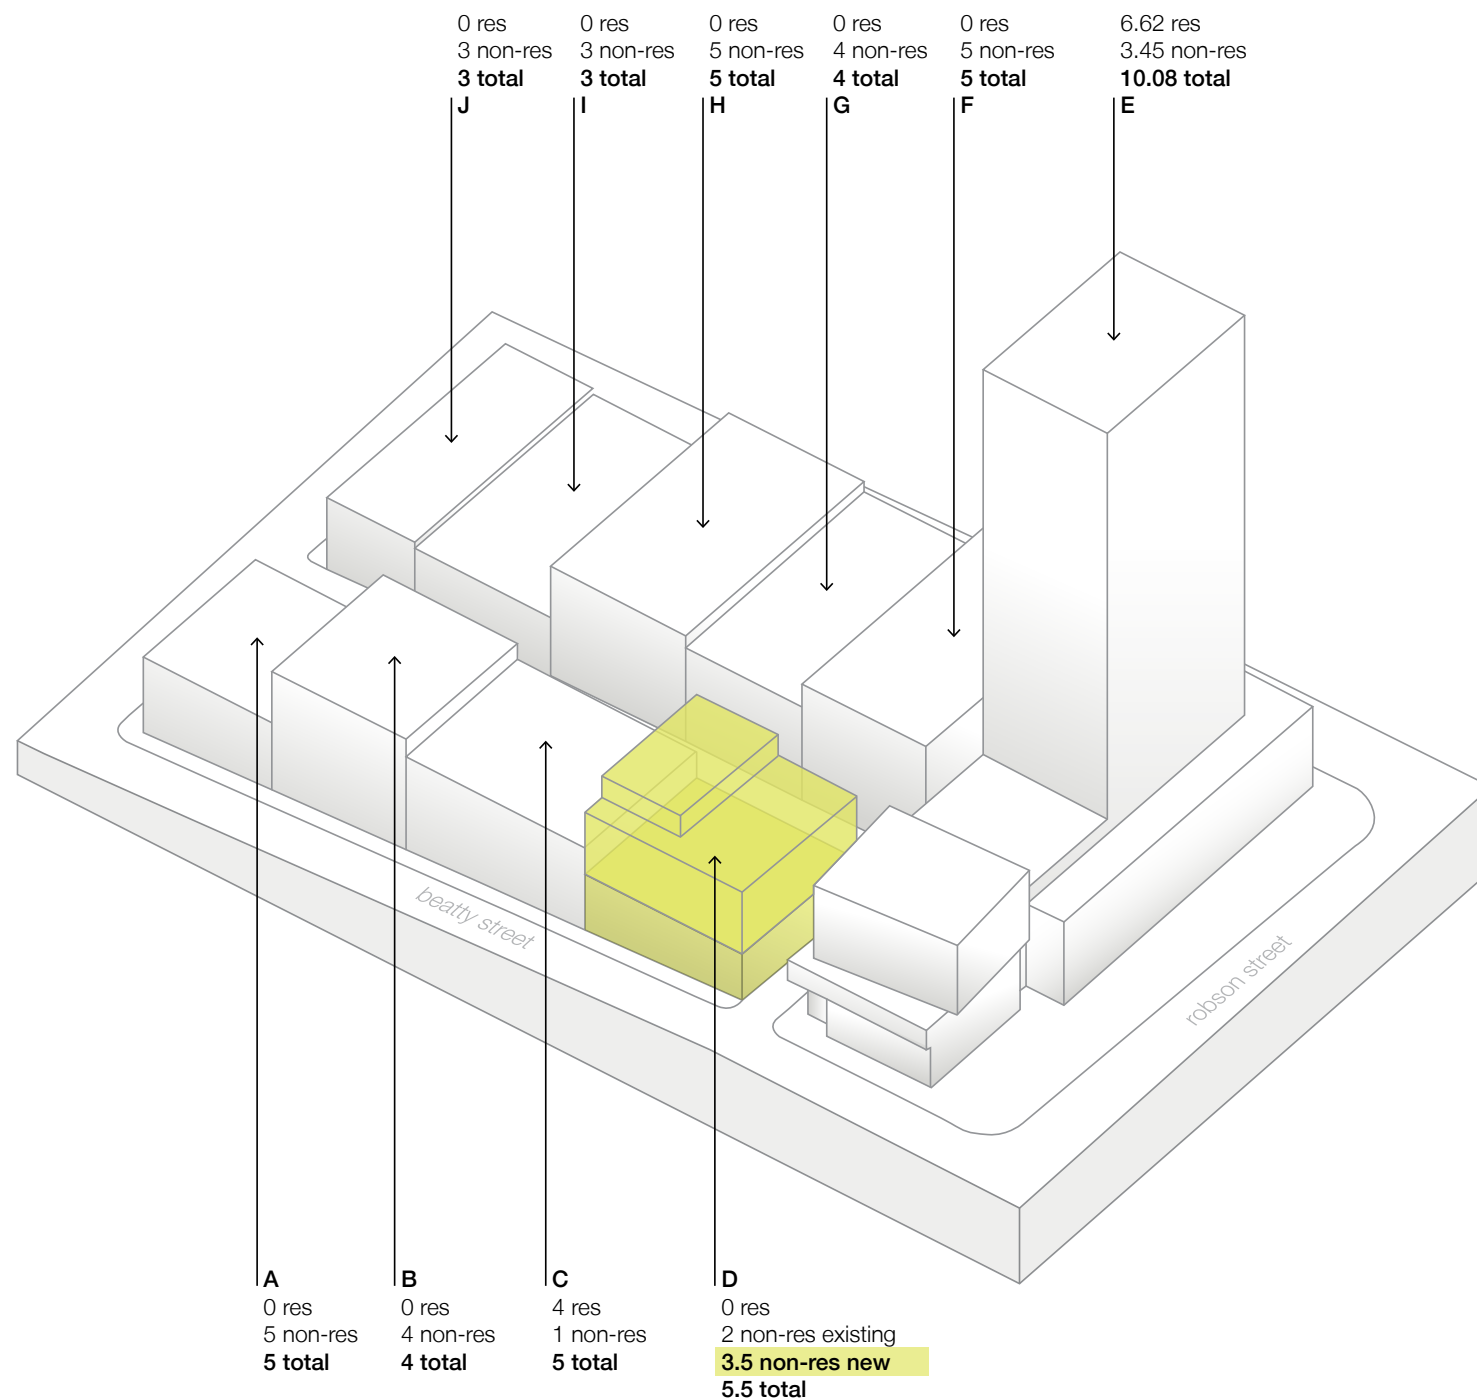 0 res
3 non-res
3 total
J
0 res
3 non-res
3 total
I
0 res
5 non-res
5 total
H
0 res
4 non-res
4 total
G
0 res
5 non-res
5 total
F
6.62 res
3.45 non-res
10.08 total
E
beatty street
robson street
A
0 res
5 non-res
5 total
B
0 res
4 non-res
4 total
C
4 res
1 non-res
5 total
D
0 res
2 non-res existing
3.5 non-res new
5.5 total